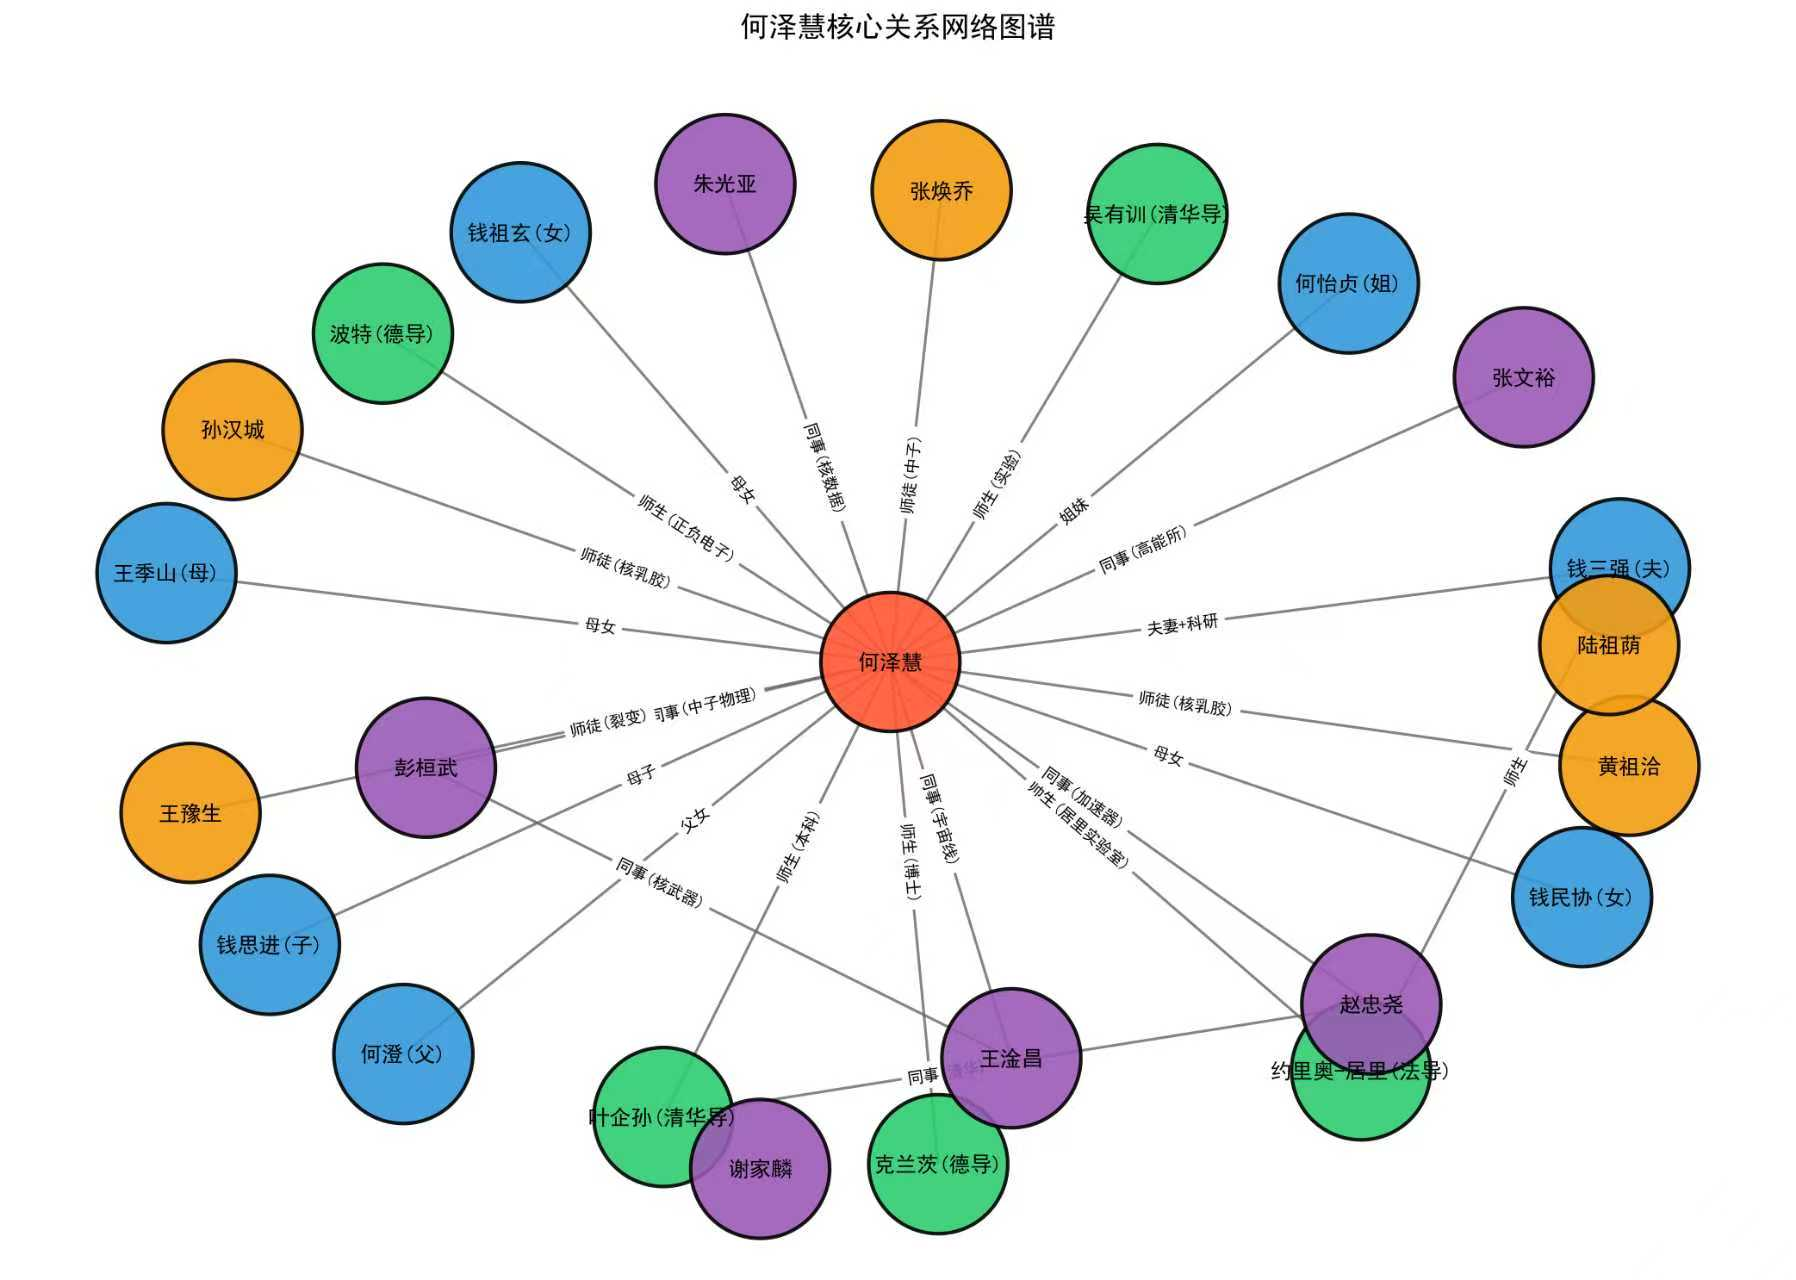 何泽慧核心关系网络图谱
朱光亚
张焕乔
吴有训(清华导)
钱祖玄(女)
何怡贞(姐)
波特(德导)
张文裕
孙汉城
同事(核数据)
师徒(中子)
师生(实验)
母女
姐妹
师生(正负电子)
同事(高能所)
师徒(核乳胶)
王季山(母)
钱三强(夫)
母女
夫妻+科研
陆祖荫
何泽慧
师徒(核乳胶)
师徒(裂变)
同事(中子物理)
彭桓武
黄祖洽
母女
师生
母子
王豫生
父女
同事(加速器)
师生(居里实验室)
同事(宇宙线)
师生(本科)
师生(博士)
同事(核武器)
钱民协(女)
钱思进(子)
赵忠尧
何澄(父)
王淦昌
约里奥-居里(法导)
同事(清华)
叶企孙(清华导)
谢家麟
克兰茨(德导)